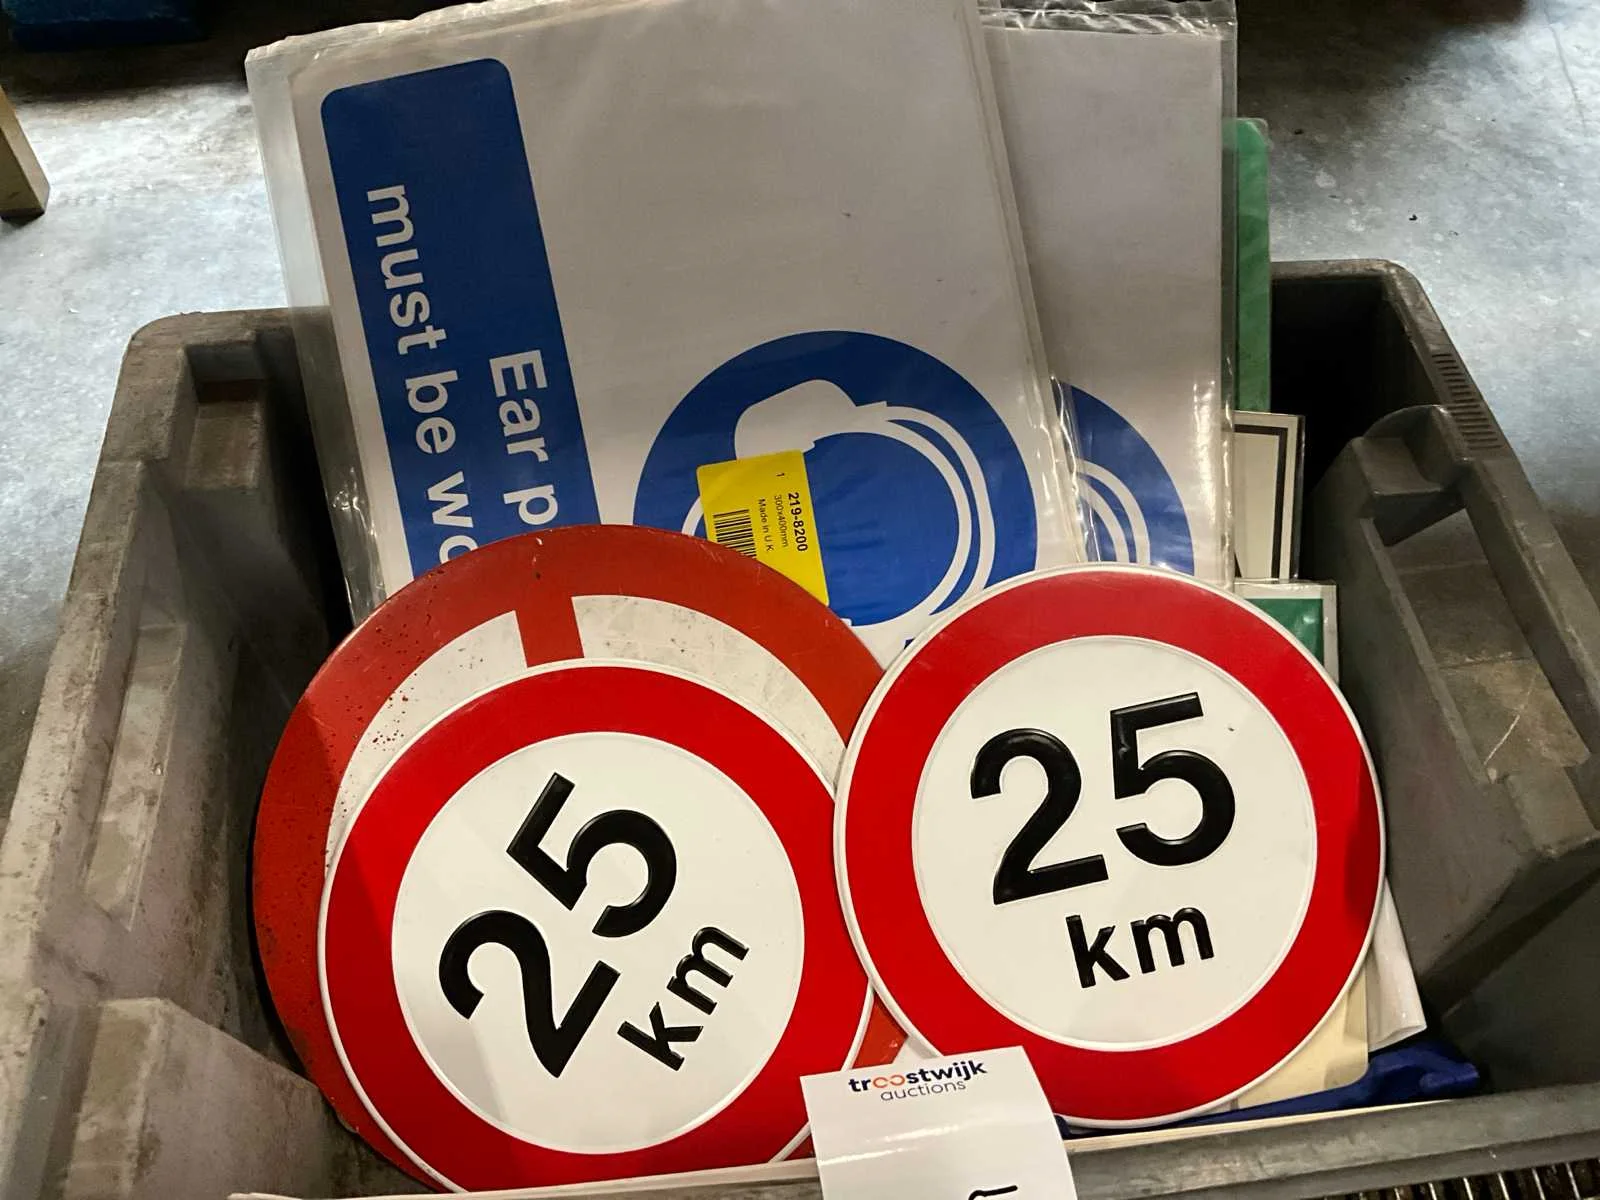 Ear p
must be wo
219-8200
300x400mm
Made in U.K
1
25
km
25
km
troostwijk
auctions